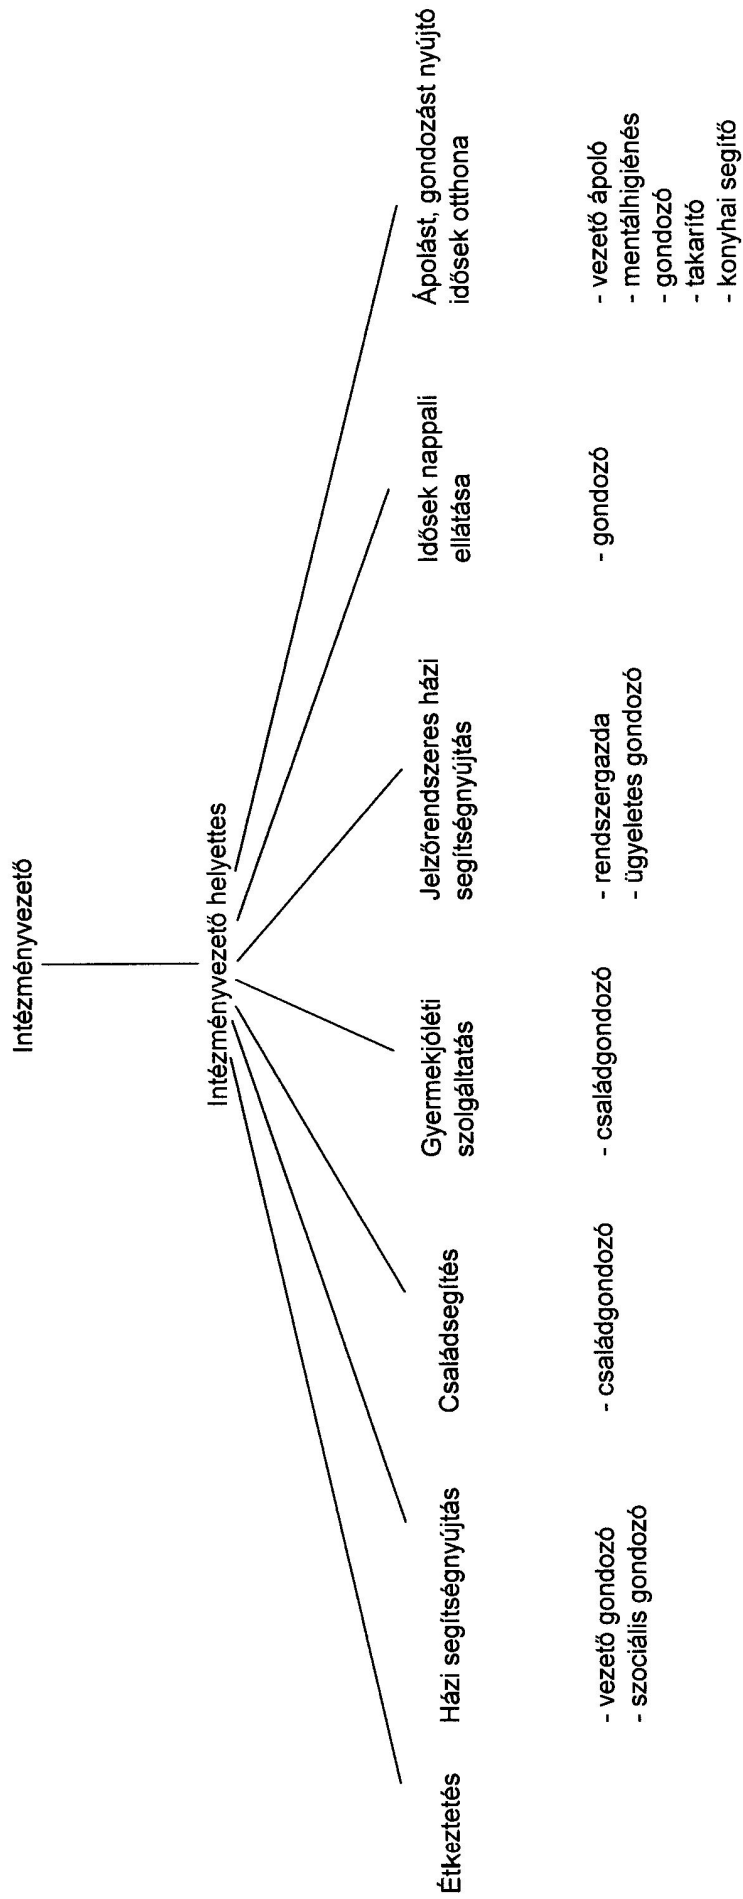 Intézményvezető
Intézményvezető helyettes
Étkeztetés
Házi segítségnyújtás
- vezető gondozó
- szociális gondozó
Családsegítés
- családgondozó
Gyermekjóléti
szolgáltatás
- családgondozó
Jelzőrendszeres házi
segítségnyújtás
- rendszergazda
- ügyeletes gondozó
Idősek nappali
ellátása
- gondozó
Ápolást, gondozást nyújtó
idősek otthona
- vezető ápoló
- mentálhigiénés
- gondozó
- takarító
- konyhai segítő